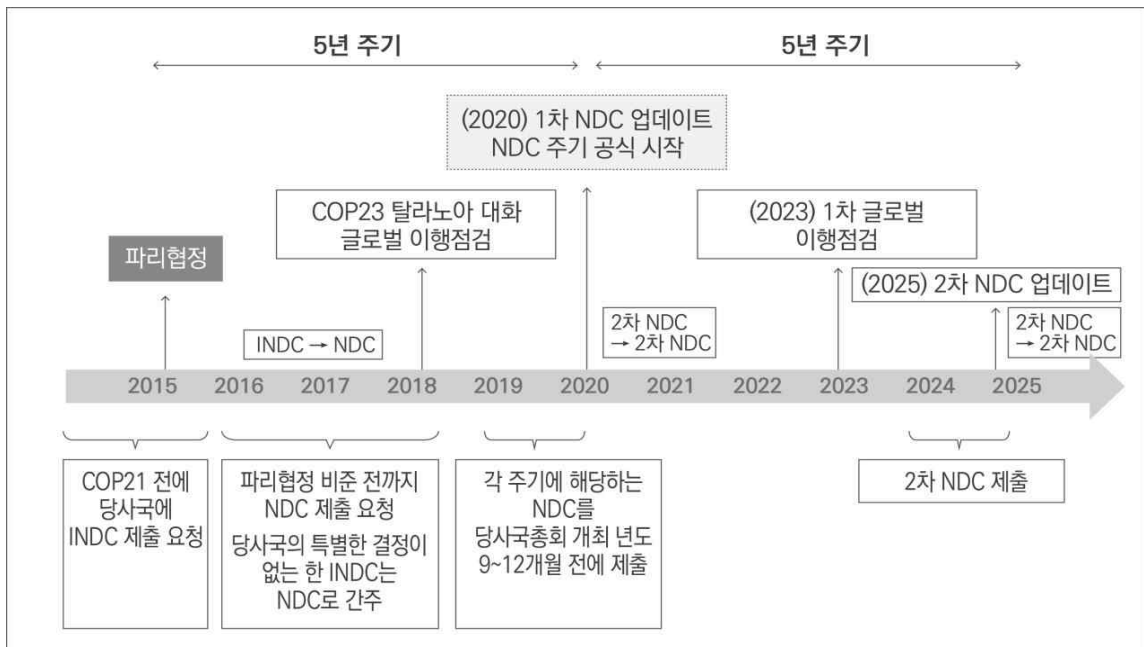 5년 주기
5년 주기
(2020) 1차 NDC 업데이트
NDC 주기 공식 시작
COP23 탈라노아 대화
글로벌 이행점검
(2023) 1차 글로벌
이행점검
파리협정
(2025) 2차 NDC 업데이트
INDC → NDC
2차 NDC
→ 2차 NDC
2차 NDC
→ 2차 NDC
2015 2016 2017 2018 2019 2020 2021 2022 2023 2024 2025
COP21 전에
당사국에
INDC 제출 요청
파리협정 비준 전까지
NDC 제출 요청
당사국의 특별한 결정이
없는 한 INDC는
NDC로 간주
각 주기에 해당하는
NDC를
당사국총회 개최 년도
9~12개월 전에 제출
2차 NDC 제출